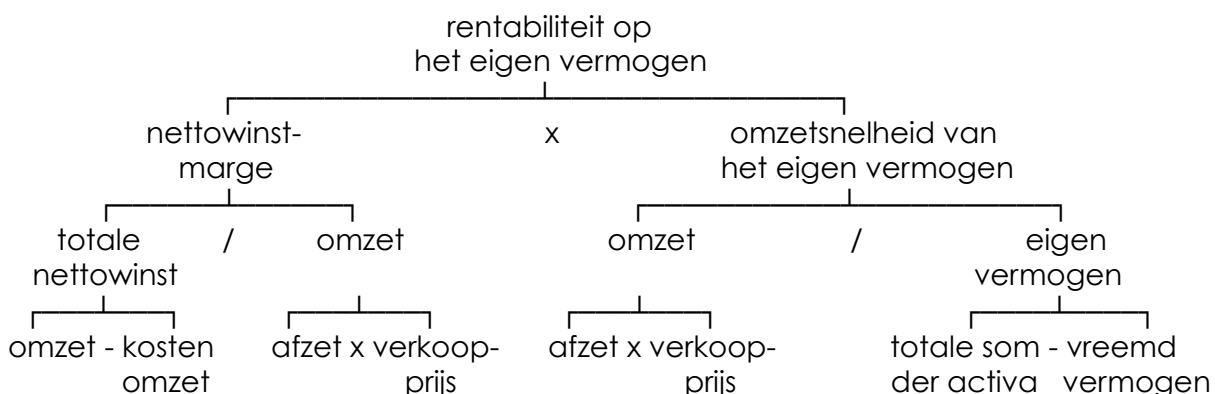 rentabiliteit op
het eigen vermogen
nettowinst- x omzetsnelheid van
marge het eigen vermogen
totale / omzet omzet / eigen
nettowinst vermogen
omzet - kosten afzet x verkoop- afzet x verkoop- totale som - vreemd
omzet prijs prijs der activa vermogen